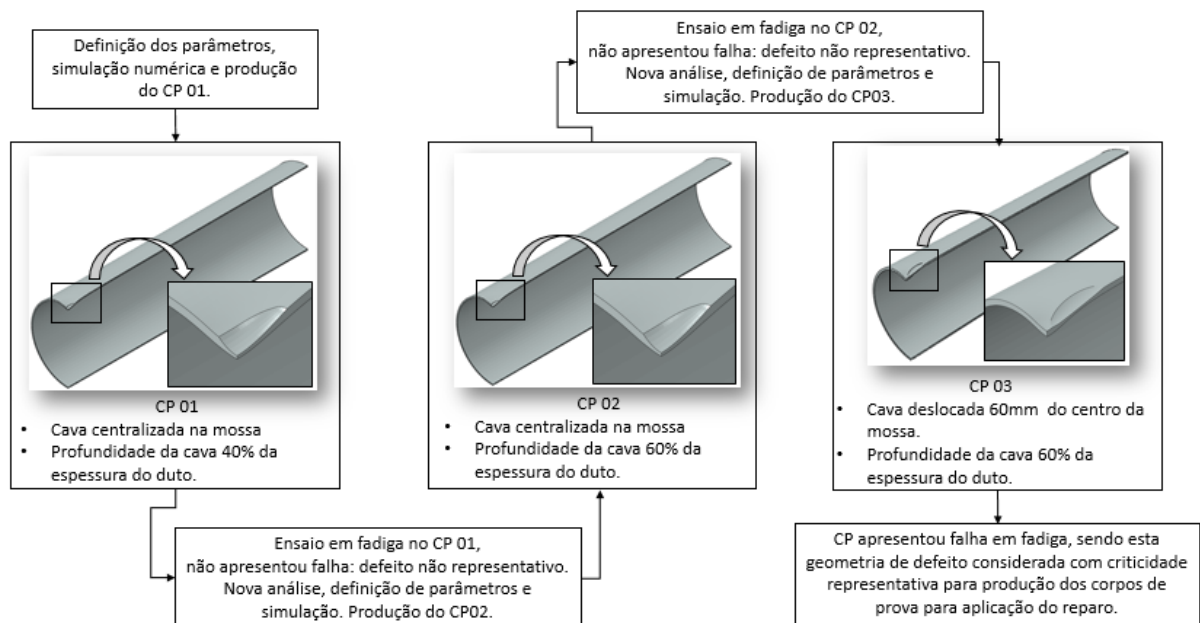 Definição dos parâmetros,
simulação numérica e produção
do CP 01.
CP 01
• Cava centralizada na mossa
• Profundidade da cava 40% da
espessura do duto.
Ensaio em fadiga no CP 01,
não apresentou falha: defeito não representativo.
Nova análise, definição de parâmetros e
simulação. Produção do CP02.
CP 02
• Cava centralizada na mossa
• Profundidade da cava 60% da
espessura do duto.
Ensaio em fadiga no CP 02,
não apresentou falha: defeito não representativo.
Nova análise, definição de parâmetros e
simulação. Produção do CP03.
CP 03
• Cava deslocada 60mm do centro da
mossa.
• Profundidade da cava 60% da
espessura do duto.
CP apresentou falha em fadiga, sendo esta
geometria de defeito considerada com criticidade
representativa para produção dos corpos de
prova para aplicação do reparo.